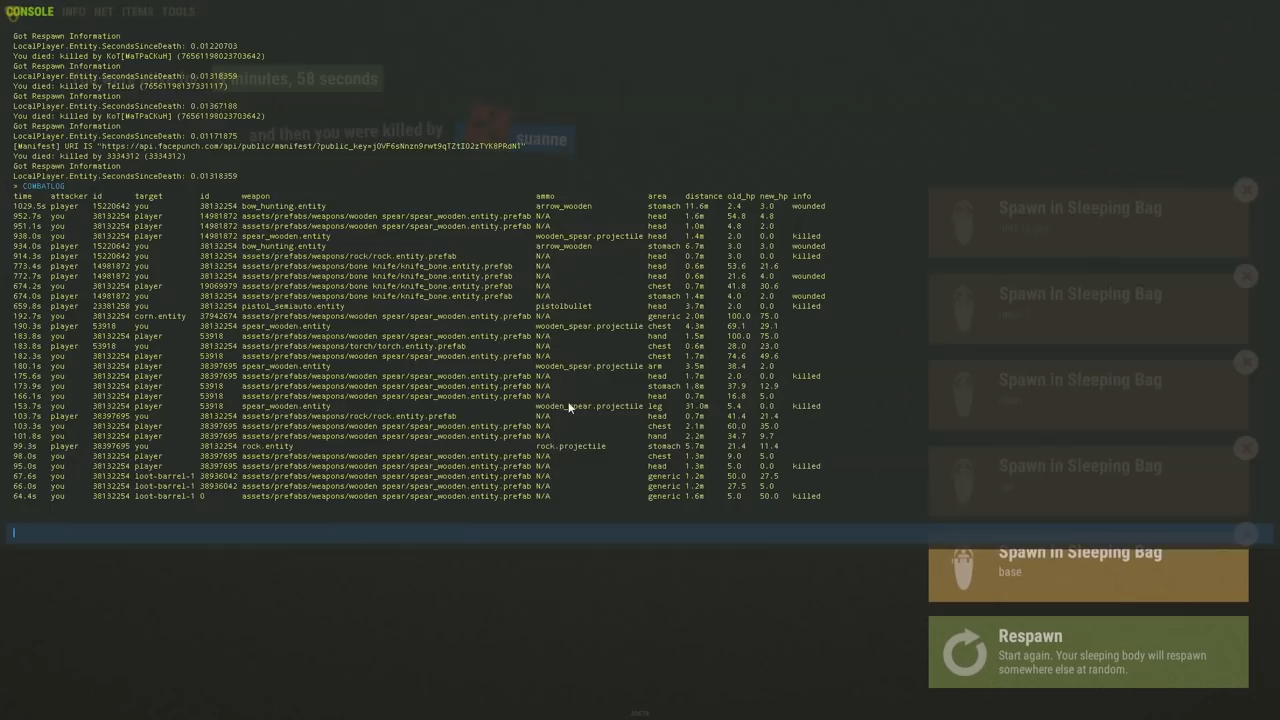 CONSOLE INFO NET ITEMS TOOLS
Got Respawn Information
LocalPlayer.Entity.SecondsSinceDeath: 0.01220703
You died: killed by KoT[MaTPaCKuH] (76561198023703642)
Got Respawn Information
LocalPlayer.Entity.SecondsSinceDeath: 0.01318359
You died: killed by Tellus (76561198137331117)
minutes, 58 seconds
Got Respawn Information
LocalPlayer.Entity.SecondsSinceDeath: 0.01367188
You died: killed by KoT[MaTPaCKuH] (76561198023703642)
Got Respawn Information
LocalPlayer.Entity.SecondsSinceDeath: 0.01171875
and then you were killed by suanne
[Manifest] URI IS "https://api.facepunch.com/api/public/manifest/?public_key=jOVF6sNnzn9rwt9qTZtIO2zTYK8PRdN1"
You died: killed by 3334312 (3334312)
Got Respawn Information
LocalPlayer.Entity.SecondsSinceDeath: 0.01318359
> COMBATLOG
time attacker id target id weapon ammo area distance old_hp new_hp info
1029.5s player 15220642 you 38132254 bow_hunting.entity arrow_wooden stomach 11.6m 2.4 3.0 wounded
952.7s you 38132254 player 14981872 assets/prefabs/weapons/wooden spear/spear_wooden.entity.prefab N/A head 1.6m 54.8 4.8
951.1s you 38132254 player 14981872 assets/prefabs/weapons/wooden spear/spear_wooden.entity.prefab N/A head 1.0m 4.8 2.0
938.0s you 38132254 player 14981872 spear_wooden.entity wooden_spear.projectile head 1.4m 2.0 0.0 killed
934.0s player 15220642 you 38132254 bow_hunting.entity arrow_wooden stomach 6.7m 3.0 3.0 wounded
914.3s player 15220642 you 38132254 assets/prefabs/weapons/rock/rock.entity.prefab N/A head 0.7m 3.0 0.0 killed
773.4s player 14981872 you 38132254 assets/prefabs/weapons/bone knife/knife_bone.entity.prefab N/A head 0.6m 53.6 21.6
772.7s player 14981872 you 38132254 assets/prefabs/weapons/bone knife/knife_bone.entity.prefab N/A head 0.6m 21.6 4.0 wounded
674.2s you 38132254 player 19069979 assets/prefabs/weapons/bone knife/knife_bone.entity.prefab N/A chest 0.7m 41.8 30.6
674.0s player 14981872 you 38132254 assets/prefabs/weapons/bone knife/knife_bone.entity.prefab N/A stomach 1.4m 4.0 2.0 wounded
659.8s player 23381258 you 38132254 pistol_semiauto.entity pistolbullet head 3.7m 2.0 0.0 killed
192.7s you 38132254 corn.entity 37942674 assets/prefabs/weapons/wooden spear/spear_wooden.entity.prefab N/A generic 2.0m 100.0 75.0
190.3s player 53918 you 38132254 spear_wooden.entity wooden_spear.projectile chest 4.3m 69.1 29.1
183.8s you 38132254 player 53918 assets/prefabs/weapons/wooden spear/spear_wooden.entity.prefab N/A hand 1.5m 100.0 75.0
183.8s player 53918 you 38132254 assets/prefabs/weapons/torch/torch.entity.prefab N/A chest 0.6m 28.0 23.0
182.3s you 38132254 player 53918 assets/prefabs/weapons/wooden spear/spear_wooden.entity.prefab N/A chest 1.7m 74.6 49.6
180.1s you 38132254 player 38397695 spear_wooden.entity wooden_spear.projectile arm 3.5m 38.4 2.0
175.6s you 38132254 player 38397695 assets/prefabs/weapons/wooden spear/spear_wooden.entity.prefab N/A head 1.7m 2.0 0.0 killed
173.9s you 38132254 player 53918 assets/prefabs/weapons/wooden spear/spear_wooden.entity.prefab N/A stomach 1.8m 37.9 12.9
166.1s you 38132254 player 53918 assets/prefabs/weapons/wooden spear/spear_wooden.entity.prefab N/A head 0.7m 16.8 5.0
153.7s you 38132254 player 53918 spear_wooden.entity wooden_spear.projectile leg 31.0m 5.4 0.0 killed
103.7s player 38397695 you 38132254 assets/prefabs/weapons/rock/rock.entity.prefab N/A head 0.7m 41.4 21.4
103.3s you 38132254 player 38397695 assets/prefabs/weapons/wooden spear/spear_wooden.entity.prefab N/A chest 2.1m 60.0 35.0
101.8s you 38132254 player 38397695 assets/prefabs/weapons/wooden spear/spear_wooden.entity.prefab N/A hand 2.2m 34.7 9.7
99.3s player 38397695 you 38132254 rock.entity rock.projectile stomach 5.7m 21.4 11.4
98.0s you 38132254 player 38397695 assets/prefabs/weapons/wooden spear/spear_wooden.entity.prefab N/A chest 1.3m 9.0 5.0
95.0s you 38132254 player 38397695 assets/prefabs/weapons/wooden spear/spear_wooden.entity.prefab N/A head 1.3m 5.0 0.0 killed
67.6s you 38132254 loot-barrel-1 38936042 assets/prefabs/weapons/wooden spear/spear_wooden.entity.prefab N/A generic 1.2m 50.0 27.5
66.0s you 38132254 loot-barrel-1 38936042 assets/prefabs/weapons/wooden spear/spear_wooden.entity.prefab N/A generic 1.2m 27.5 5.0
64.4s you 38132254 loot-barrel-1 0 assets/prefabs/weapons/wooden spear/spear_wooden.entity.prefab N/A generic 1.6m 5.0 50.0 killed
Spawn in Sleeping Bag
Spawn in Sleeping Bag
Spawn in Sleeping Bag
Spawn in Sleeping Bag
Spawn in Sleeping Bag
base
Respawn
Start again. Your sleeping body will respawn
somewhere else at random.